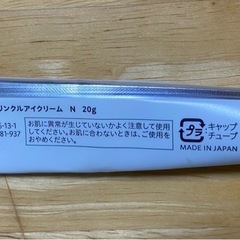 リンクルアイクリーム N 20g
5-13-1
81-937
お肌に異常が生じていないかよく注意して使用
してください。お肌に合わないときは、ご使用を
おやめください。
プラ
キャップ
チューブ
MADE IN JAPAN